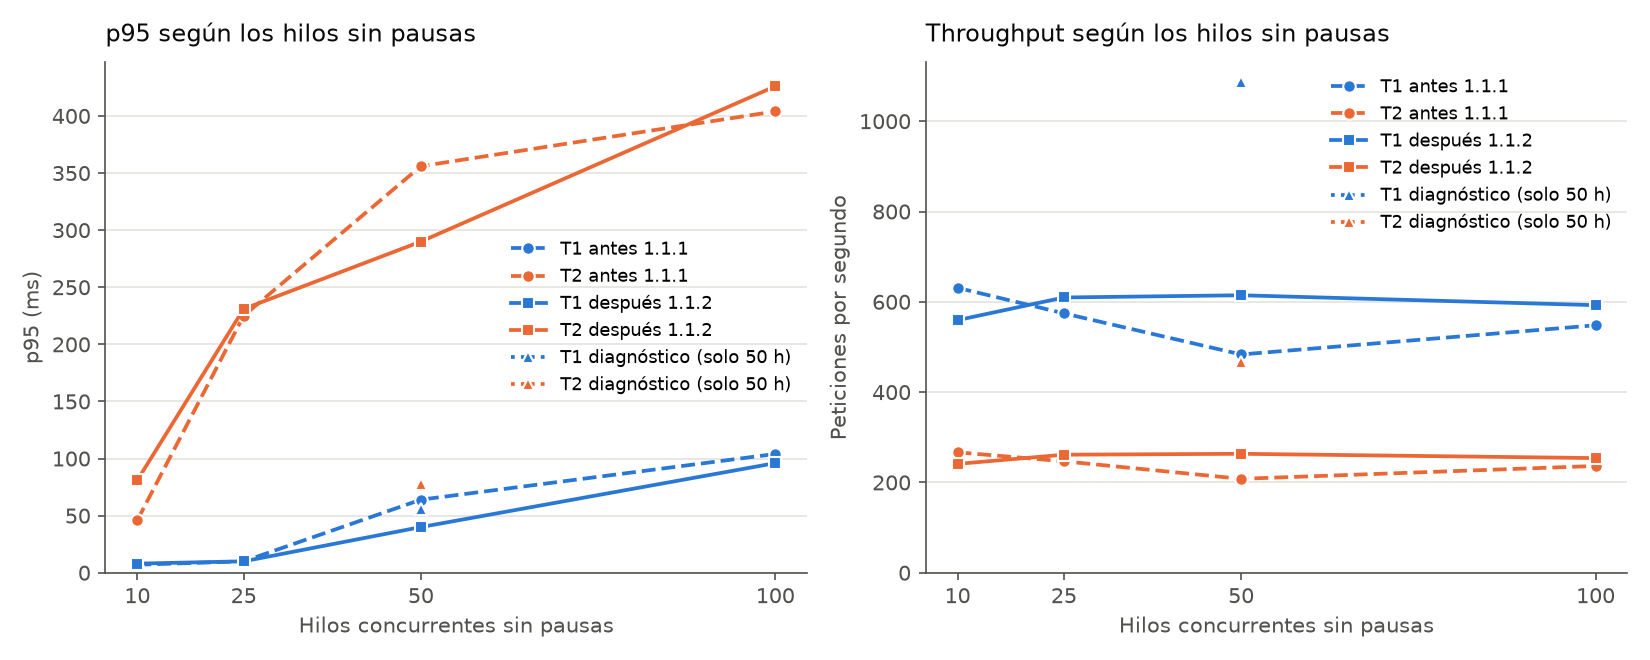 p95 según los hilos sin pausas
p95 (ms)
400
350
300
250
200
150
100
50
0
T1 antes 1.1.1
T2 antes 1.1.1
T1 después 1.1.2
T2 después 1.1.2
T1 diagnóstico (solo 50 h)
T2 diagnóstico (solo 50 h)
10 25 50 100
Hilos concurrentes sin pausas
Throughput según los hilos sin pausas
Peticiones por segundo
1000
800
600
400
200
0
T1 antes 1.1.1
T2 antes 1.1.1
T1 después 1.1.2
T2 después 1.1.2
T1 diagnóstico (solo 50 h)
T2 diagnóstico (solo 50 h)
10 25 50 100
Hilos concurrentes sin pausas